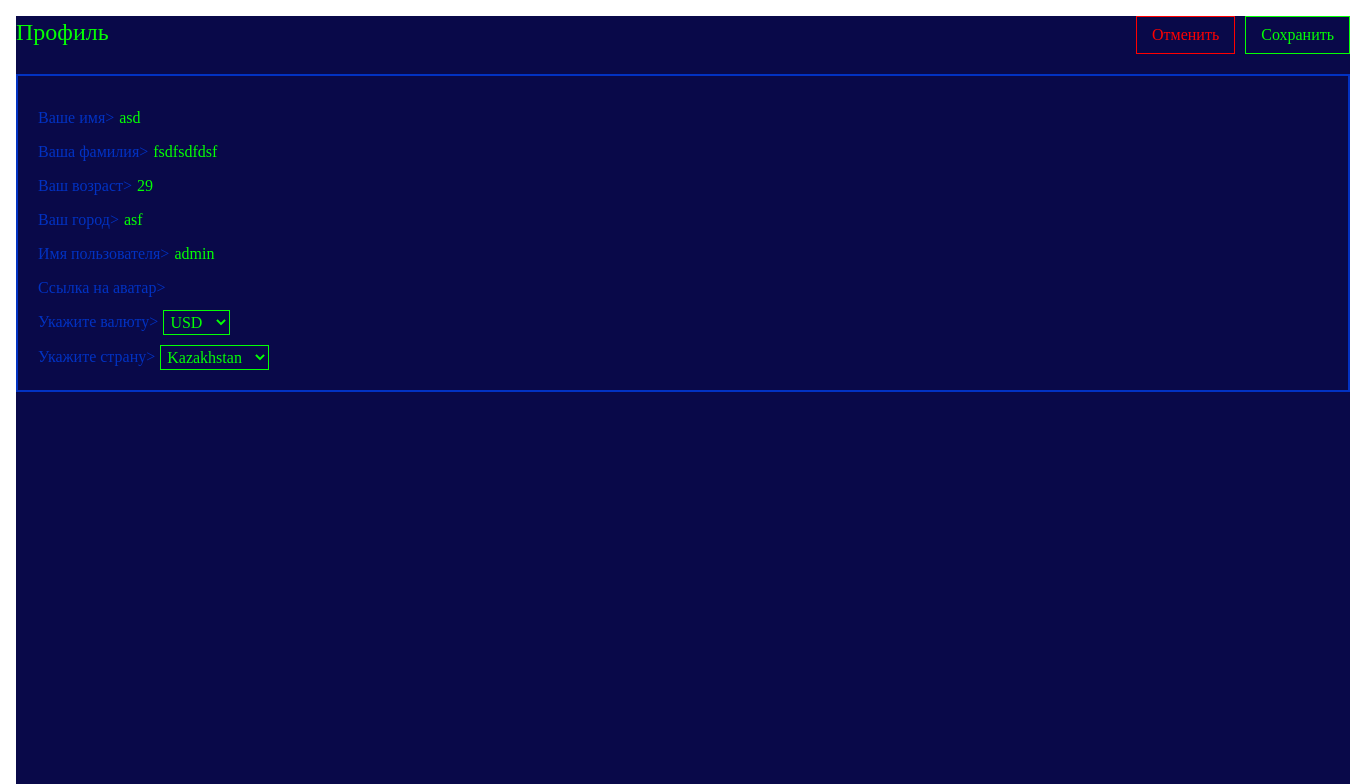 Профиль
Отменить
Сохранить
Ваше имя> asd
Ваша фамилия> fsdfsdfdsf
Ваш возраст> 29
Ваш город> asf
Имя пользователя> admin
Ссылка на аватар>
Укажите валюту> USD
Укажите страну> Kazakhstan